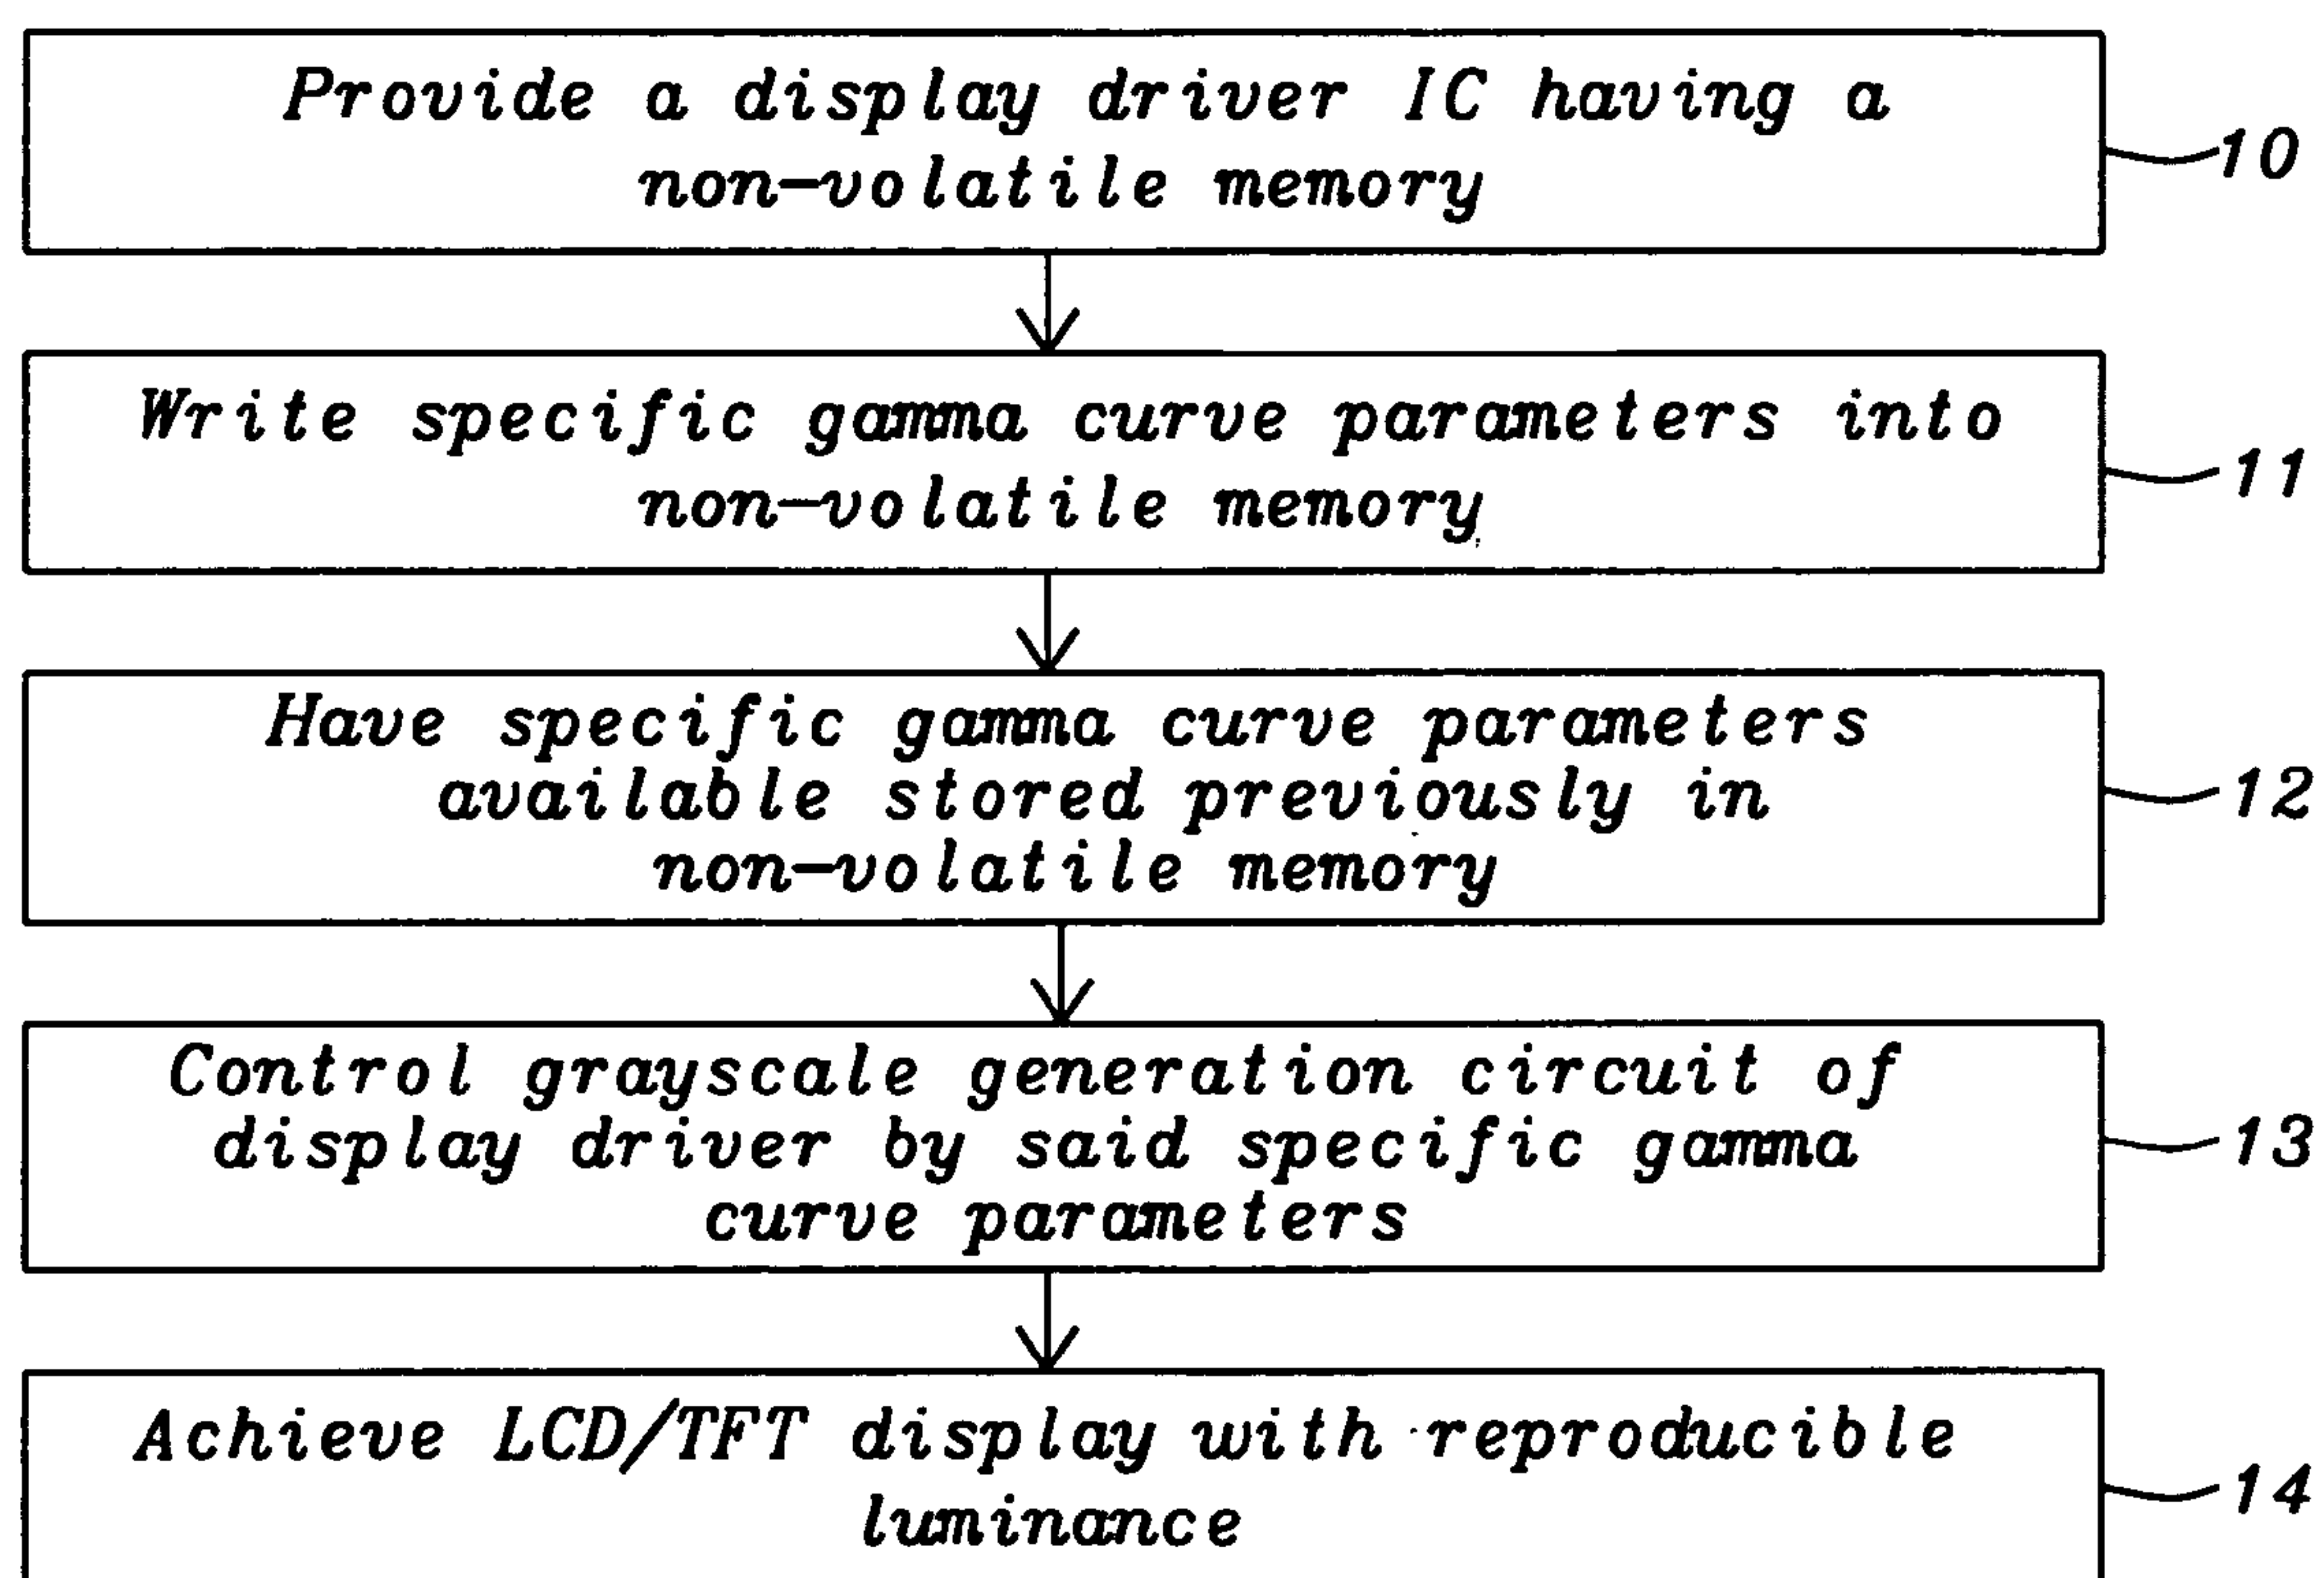 Provide a display driver IC having a
non-volatile memory
10
Write specific gamma curve parameters into
non-volatile memory
11
Have specific gamma curve parameters
available stored previously in
non-volatile memory
12
Control grayscale generation circuit of
display driver by said specific gamma
curve parameters
13
Achieve LCD/TFT display with reproducible
luminance
14